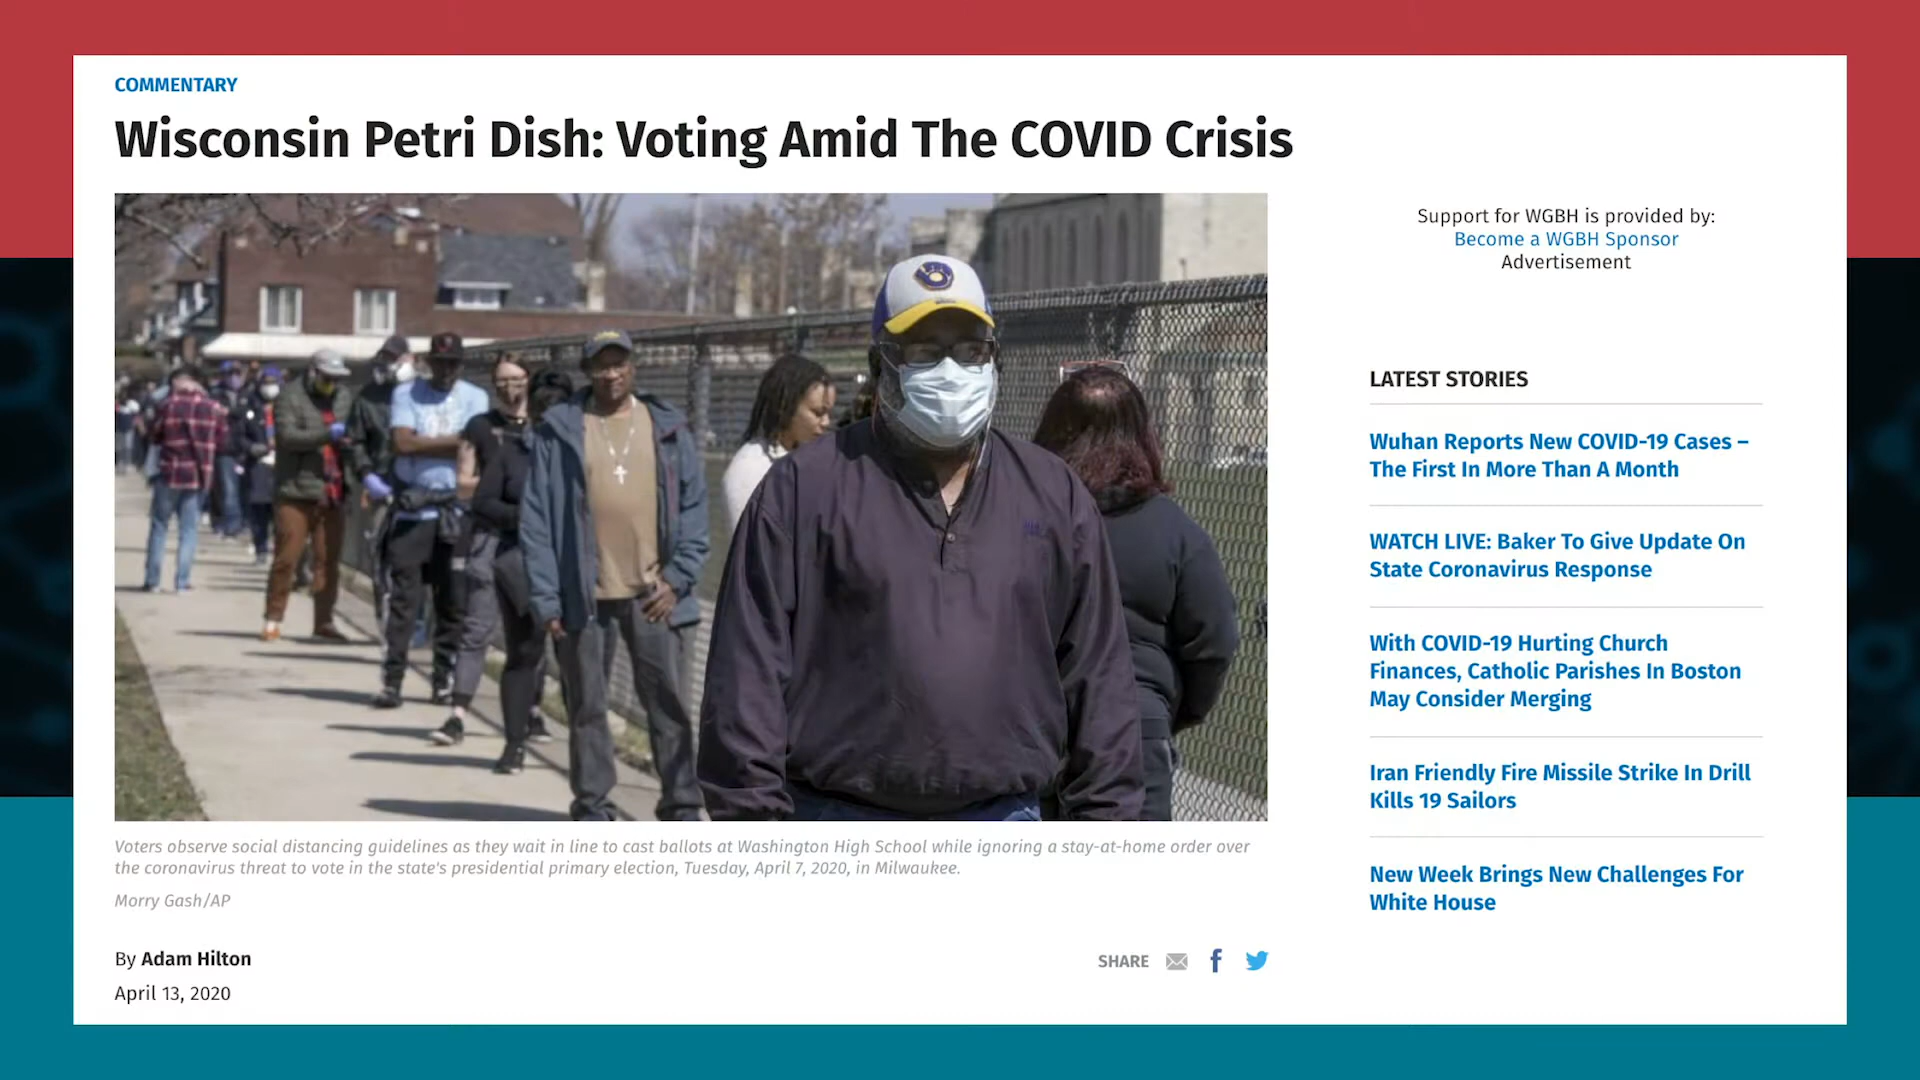 COMMENTARY
Wisconsin Petri Dish: Voting Amid The COVID Crisis
Voters observe social distancing guidelines as they wait in line to cast ballots at Washington High School while ignoring a stay-at-home order over
the coronavirus threat to vote in the state's presidential primary election, Tuesday, April 7, 2020, in Milwaukee.
Morry Gash/AP
By Adam Hilton
April 13, 2020
SHARE
Support for WGBH is provided by:
Become a WGBH Sponsor
Advertisement
LATEST STORIES
Wuhan Reports New COVID-19 Cases –
The First In More Than A Month
WATCH LIVE: Baker To Give Update On
State Coronavirus Response
With COVID-19 Hurting Church
Finances, Catholic Parishes In Boston
May Consider Merging
Iran Friendly Fire Missile Strike In Drill
Kills 19 Sailors
New Week Brings New Challenges For
White House